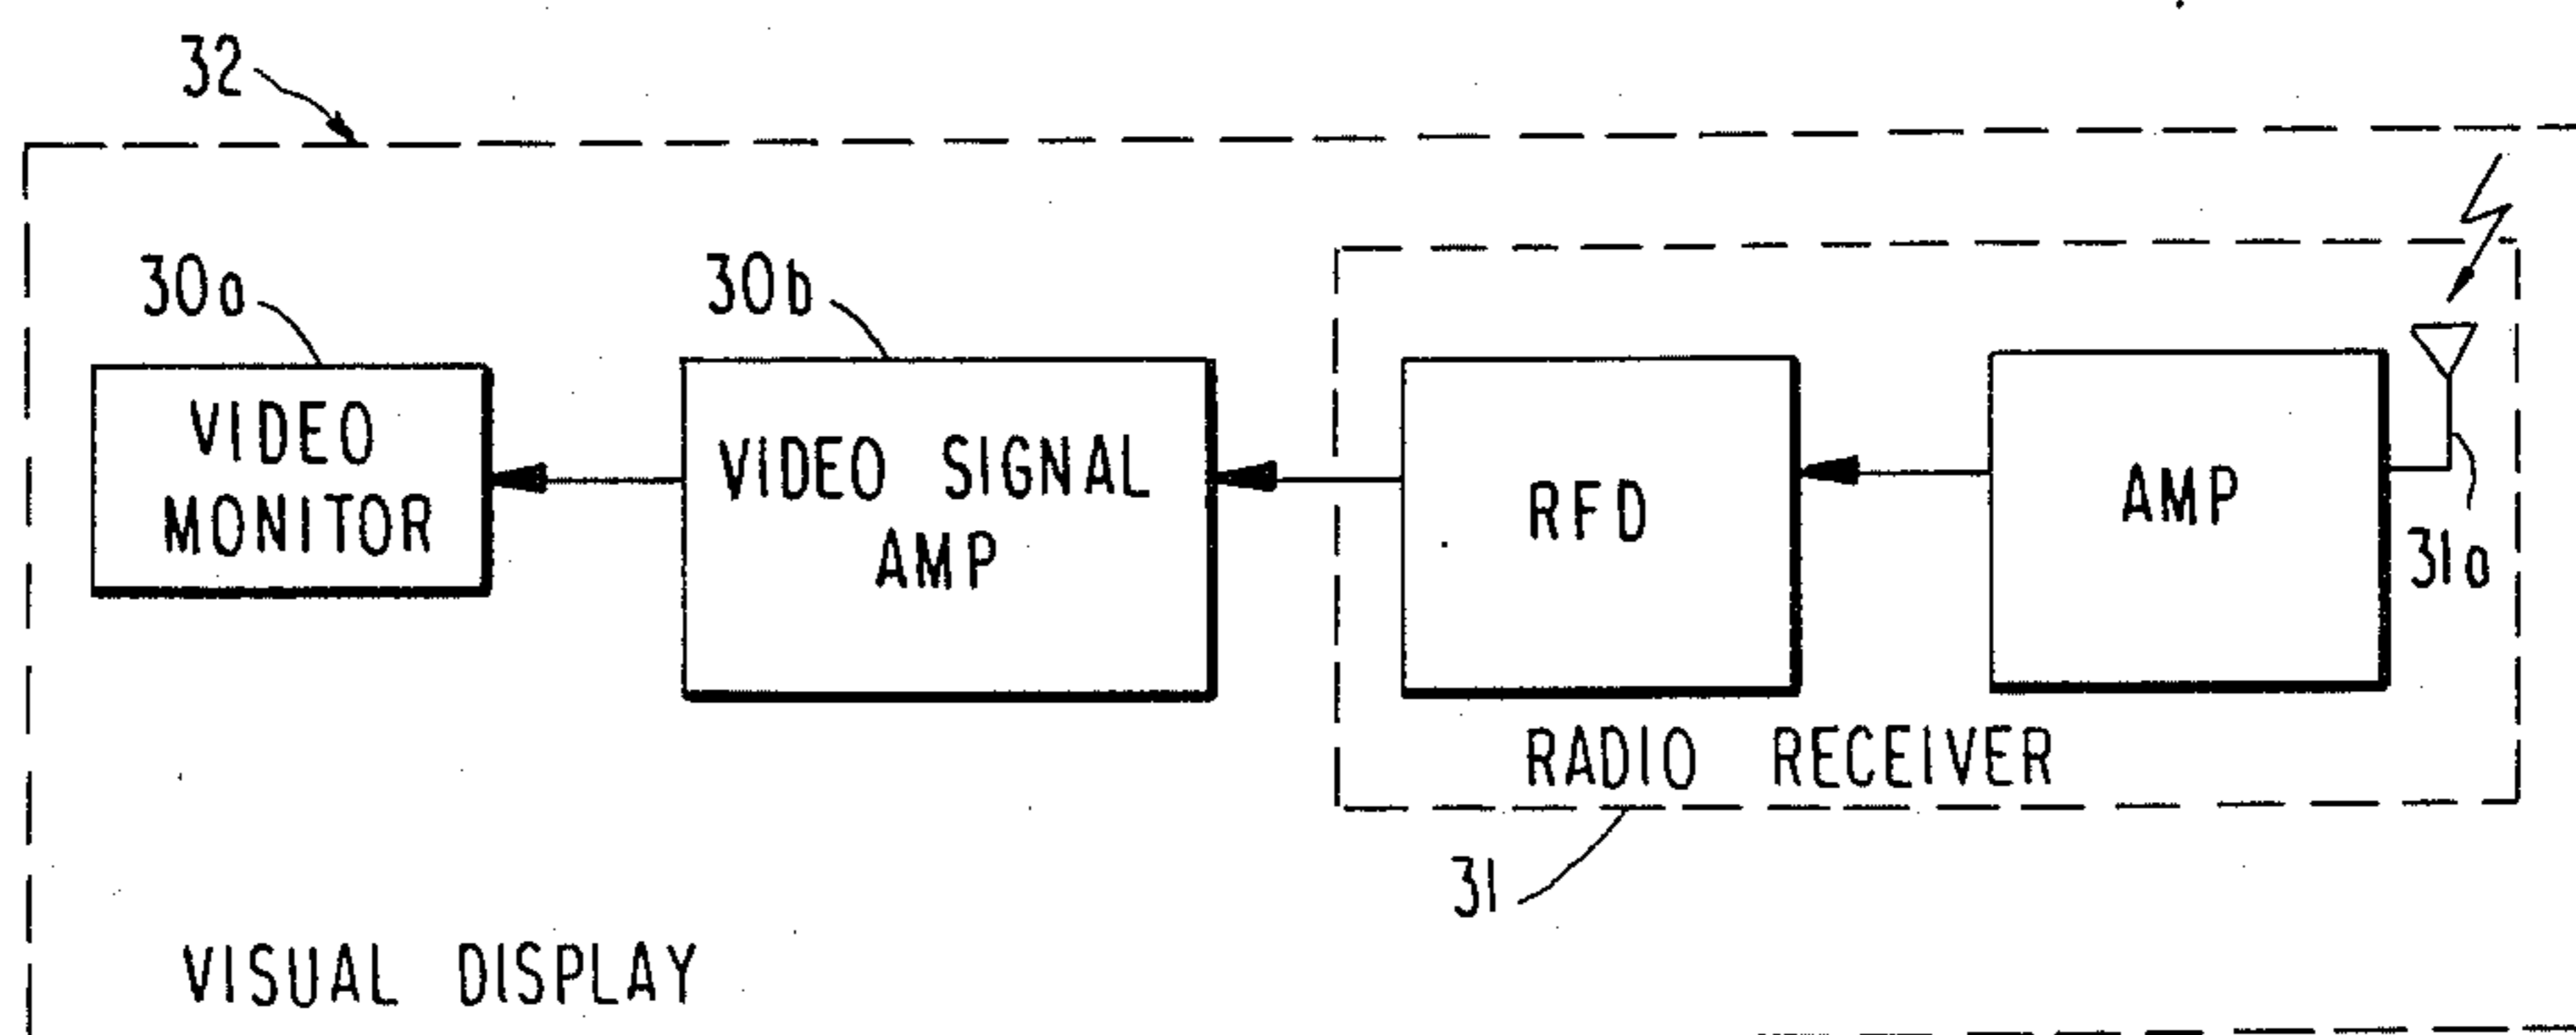 32
30a
30b
VIDEO
MONITOR
VIDEO SIGNAL
AMP
RFD
AMP
31a
RADIO RECEIVER
31
VISUAL DISPLAY